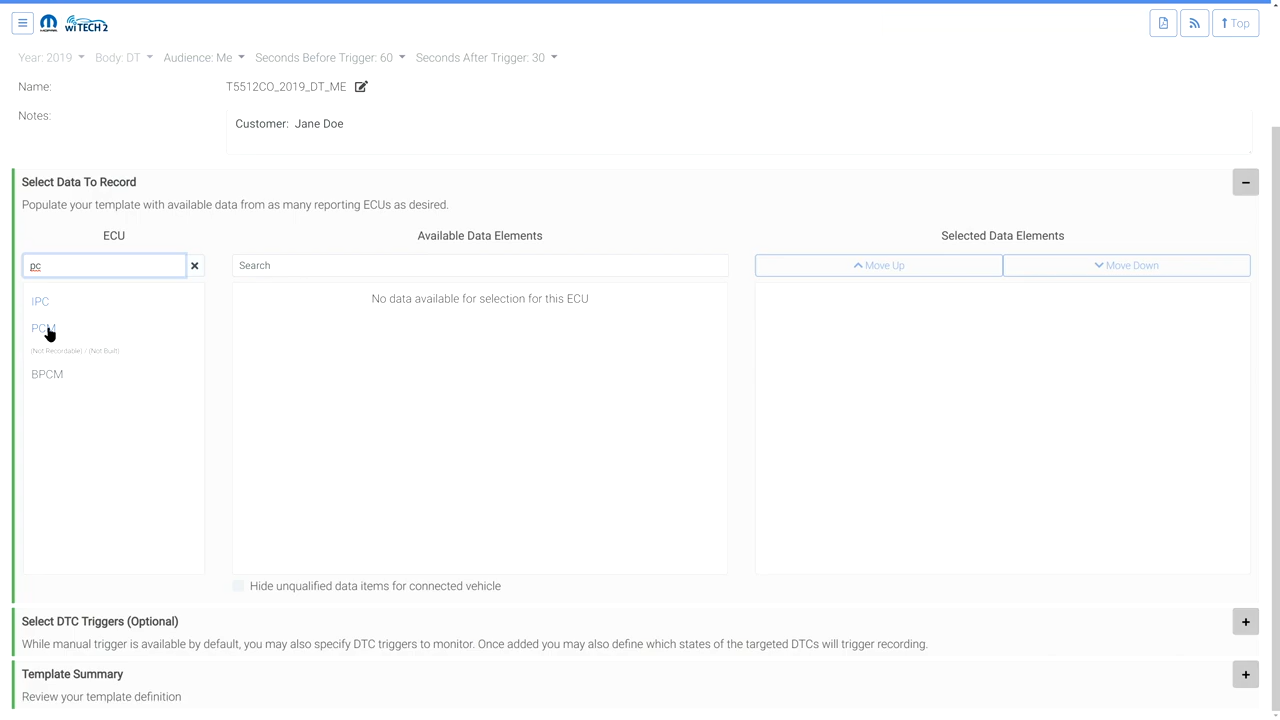 mopar wiTECH 2
Top
Year: 2019 Body: DT Audience: Me Seconds Before Trigger: 60 Seconds After Trigger: 30
Name: T5512CO_2019_DT_ME
Notes: Customer: Jane Doe
Select Data To Record
Populate your template with available data from as many reporting ECUs as desired.
ECU Available Data Elements Selected Data Elements
pc Search Move Up Move Down
IPC No data available for selection for this ECU
PCM
(Not Recordable) / (Not Built)
BPCM
Hide unqualified data items for connected vehicle
Select DTC Triggers (Optional)
While manual trigger is available by default, you may also specify DTC triggers to monitor. Once added you may also define which states of the targeted DTCs will trigger recording.
Template Summary
Review your template definition